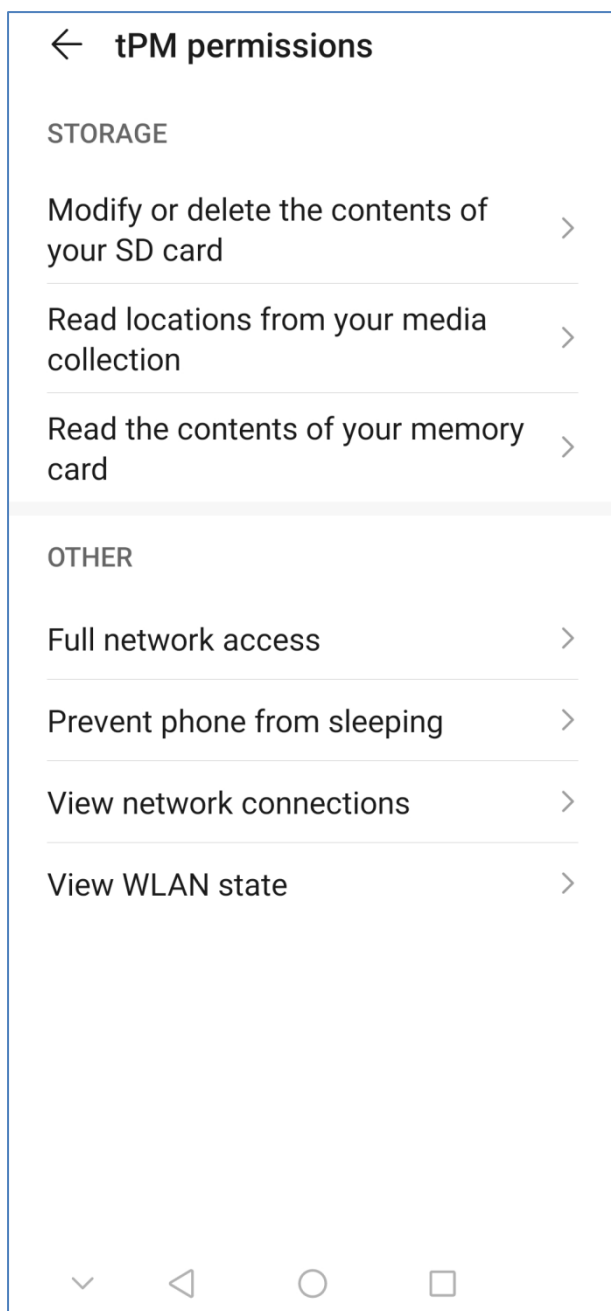 tPM permissions
STORAGE
Modify or delete the contents of
your SD card
Read locations from your media
collection
Read the contents of your memory
card
OTHER
Full network access
Prevent phone from sleeping
View network connections
View WLAN state